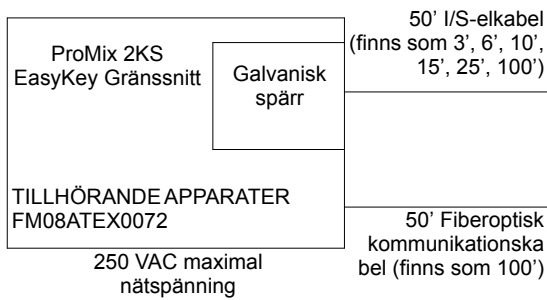 ProMix 2KS
EasyKey Gränssnitt
Galvanisk
spärr
TILLHÖRANDE APPARATER
FM08ATEX0072
250 VAC maximal
nätspänning
50’ I/S-elkabel
(finns som 3’, 6’, 10’,
15’, 25’, 100’)
50’ Fiberoptisk
kommunikationska
bel (finns som 100’)